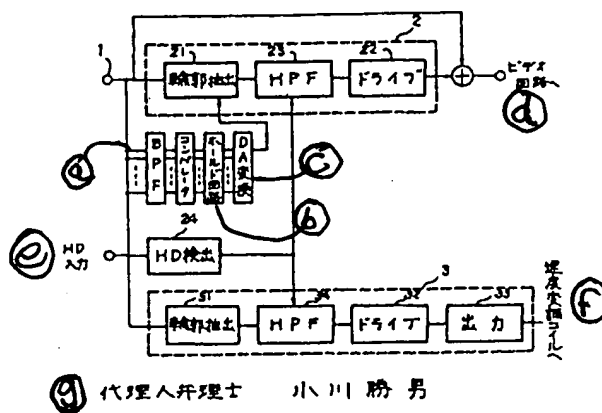 1
21
23
22
2
輪郭抽出
HPF
ドライブ
ビデオ
回路へ
d
a
BPF
コンパレータ
ホールド回路
DA変換
c
b
e
HD
入力
24
HD検出
3
31
34
32
33
輪郭抽出
HPF
ドライブ
出力
速度変調コイルへ
f
g 代理人弁理士 小川勝男